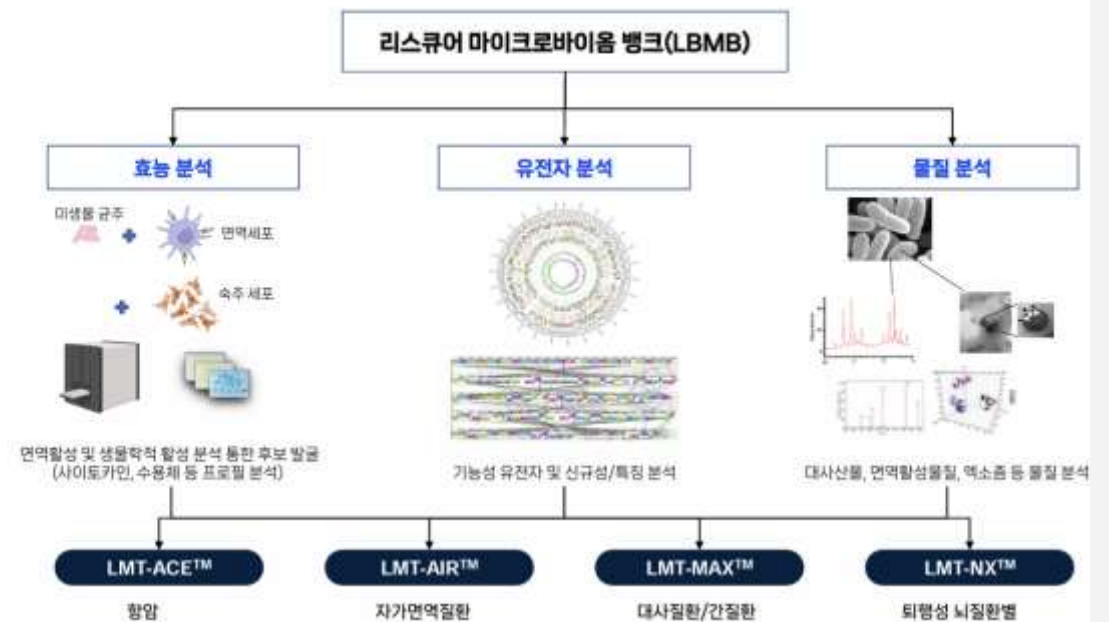 리스큐어 마이크로바이옴 뱅크(LBMB)
효능 분석
유전자 분석
물질 분석
미생물 균주
면역세포
숙주 세포
면역활성 및 생물학적 활성 분석 통한 후보 발굴
(사이토카인, 수용체 등 프로필 분석)
기능성 유전자 및 신규성/특징 분석
대사산물, 면역활성물질, 엑소좀 등 물질 분석
LMT-ACE™
LMT-AIR™
LMT-MAX™
LMT-NX™
항암
자가면역질환
대사질환/간질환
퇴행성 뇌질환별